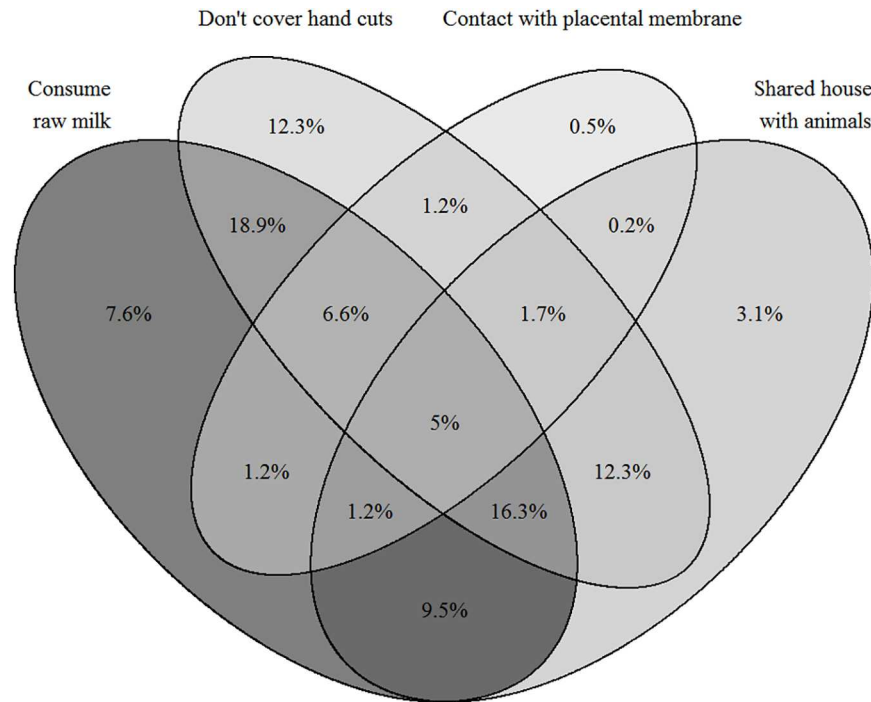 Don't cover hand cuts
Contact with placental membrane
Consume
raw milk
Shared house
with animals
12.3%
0.5%
18.9%
1.2%
0.2%
7.6%
6.6%
1.7%
3.1%
5%
1.2%
12.3%
1.2%
16.3%
9.5%